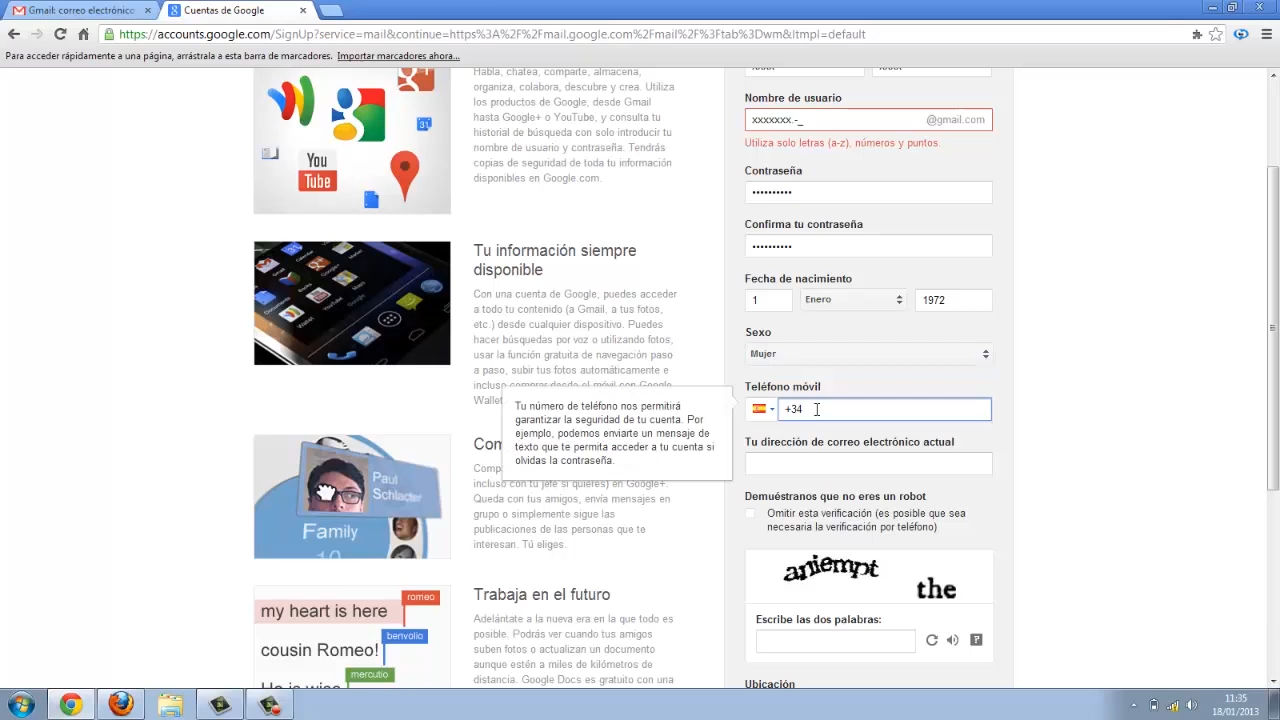 Gmail: correo electrónico
Cuentas de Google
https://accounts.google.com/SignUp?service=mail&continue=https%3A%2F%2Fmail.google.com%2Fmail%2F%3Ftab%3Dwm&ltmpl=default
Para acceder rápidamente a una página, arrástrala a esta barra de marcadores. Importar marcadores ahora...
Habla, chatea, comparte, almacena,
organiza, colabora, descubre y crea. Utiliza
los productos de Google, desde Gmail
hasta Google+ o YouTube, y consulta tu
historial de búsqueda con solo introducir tu
nombre de usuario y contraseña. Tendrás
copias de seguridad de toda tu información
disponibles en Google.com.
You
Tube
31
Tu información siempre
disponible
Con una cuenta de Google, puedes acceder
a todo tu contenido (a Gmail, a tus fotos,
etc.) desde cualquier dispositivo. Puedes
hacer búsquedas por voz o utilizando fotos,
usar la función gratuita de navegación paso
a paso, subir tus fotos automáticamente e
incluso comprar desde el móvil con Google
Wallet
Tu número de teléfono nos permitirá
garantizar la seguridad de tu cuenta. Por
ejemplo, podemos enviarte un mensaje de
texto que te permita acceder a tu cuenta si
olvidas la contraseña.
incluso con tu jefe si quieres) en Google+.
Queda con tus amigos, envía mensajes en
grupo o simplemente sigue las
publicaciones de las personas que te
interesan. Tú eliges.
Paul
Schlacter
Family
10
Trabaja en el futuro
Adelántate a la nueva era en la que todo es
posible. Podrás ver cuando tus amigos
suben fotos o actualizan un documento
aunque estén a miles de kilómetros de
distancia. Google Docs es gratuito con una
romeo
my heart is here
benvolio
cousin Romeo!
mercutio
He is wise
Nombre de usuario
xxxxxxx.-_ @gmail.com
Utiliza solo letras (a-z), números y puntos.
Contraseña
••••••••••
Confirma tu contraseña
••••••••••
Fecha de nacimiento
1 Enero 1972
Sexo
Mujer
Teléfono móvil
+34
Tu dirección de correo electrónico actual
Demuéstranos que no eres un robot
Omitir esta verificación (es posible que sea
necesaria la verificación por teléfono)
aniempt the
Escribe las dos palabras:
Ubicación
11:35
18/01/2013